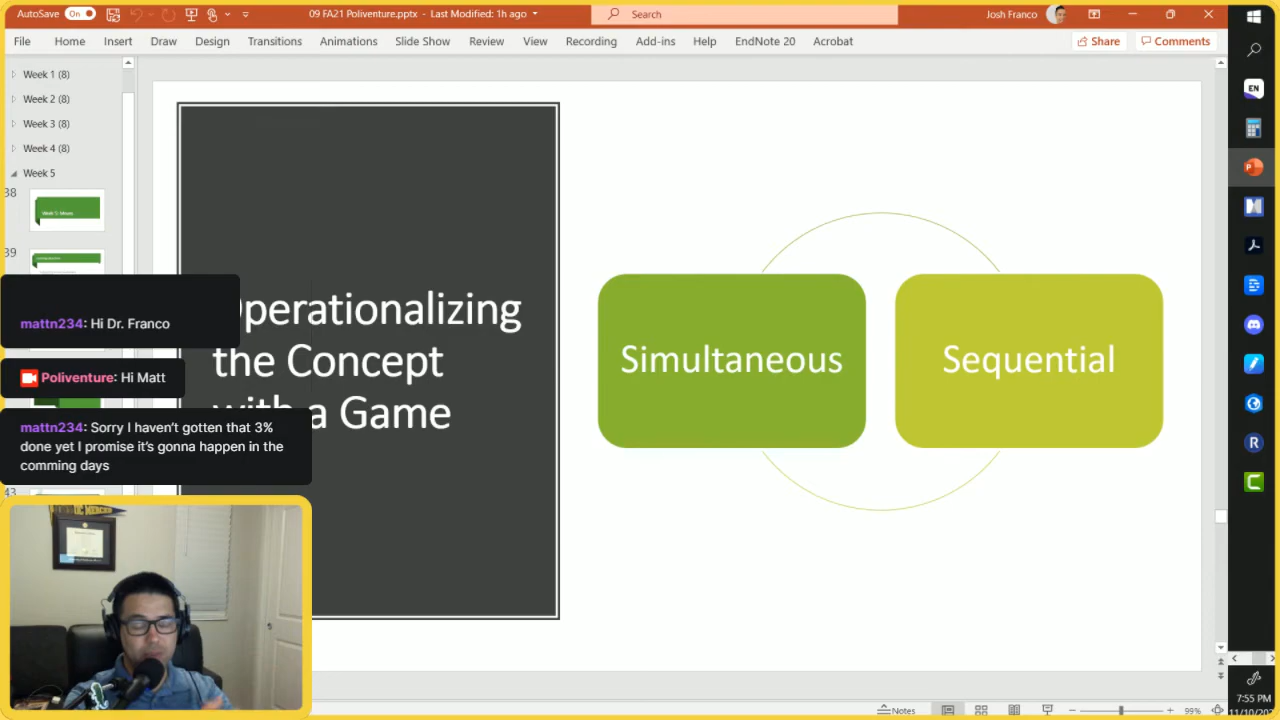 AutoSave On 09 FA21 Poliventure.pptx - Last Modified: 1h ago Search Josh Franco
File Home Insert Draw Design Transitions Animations Slide Show Review View Recording Add-ins Help EndNote 20 Acrobat Share Comments
Week 1 (8)
Week 2 (8)
Week 3 (8)
Week 4 (8)
Week 5
38
39
43
Operationalizing
the Concept
with a Game
Simultaneous
Sequential
mattn234: Hi Dr. Franco
Poliventure: Hi Matt
mattn234: Sorry I haven't gotten that 3%
done yet I promise it's gonna happen in the
comming days
EN
R
Notes 99%
7:55 PM